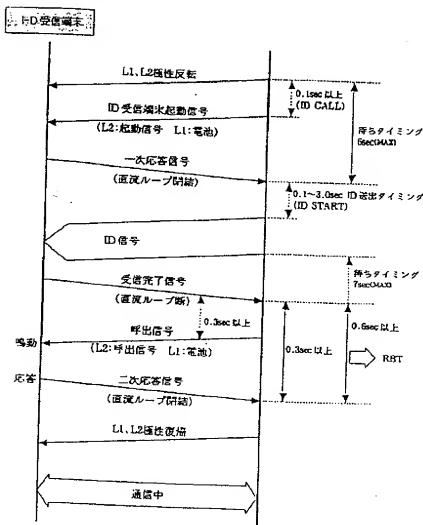 ID受信端末
L1、L2極性反転
0.1sec以上
(ID CALL)
ID受信端末起動信号
(L2:起動信号 L1:電池)
待ちタイミング
6sec(MAX)
一次応答信号
(直流ループ閉結)
0.1~3.0sec ID送出タイミング
(ID START)
ID信号
待ちタイミング
7sec(MAX)
受信完了信号
(直流ループ断)
0.3sec以上
0.6sec以上
呼出信号
0.3sec以上
鳴動
(L2:呼出信号 L1:電池)
RBT
応答
二次応答信号
(直流ループ閉結)
L1、L2極性復帰
通信中